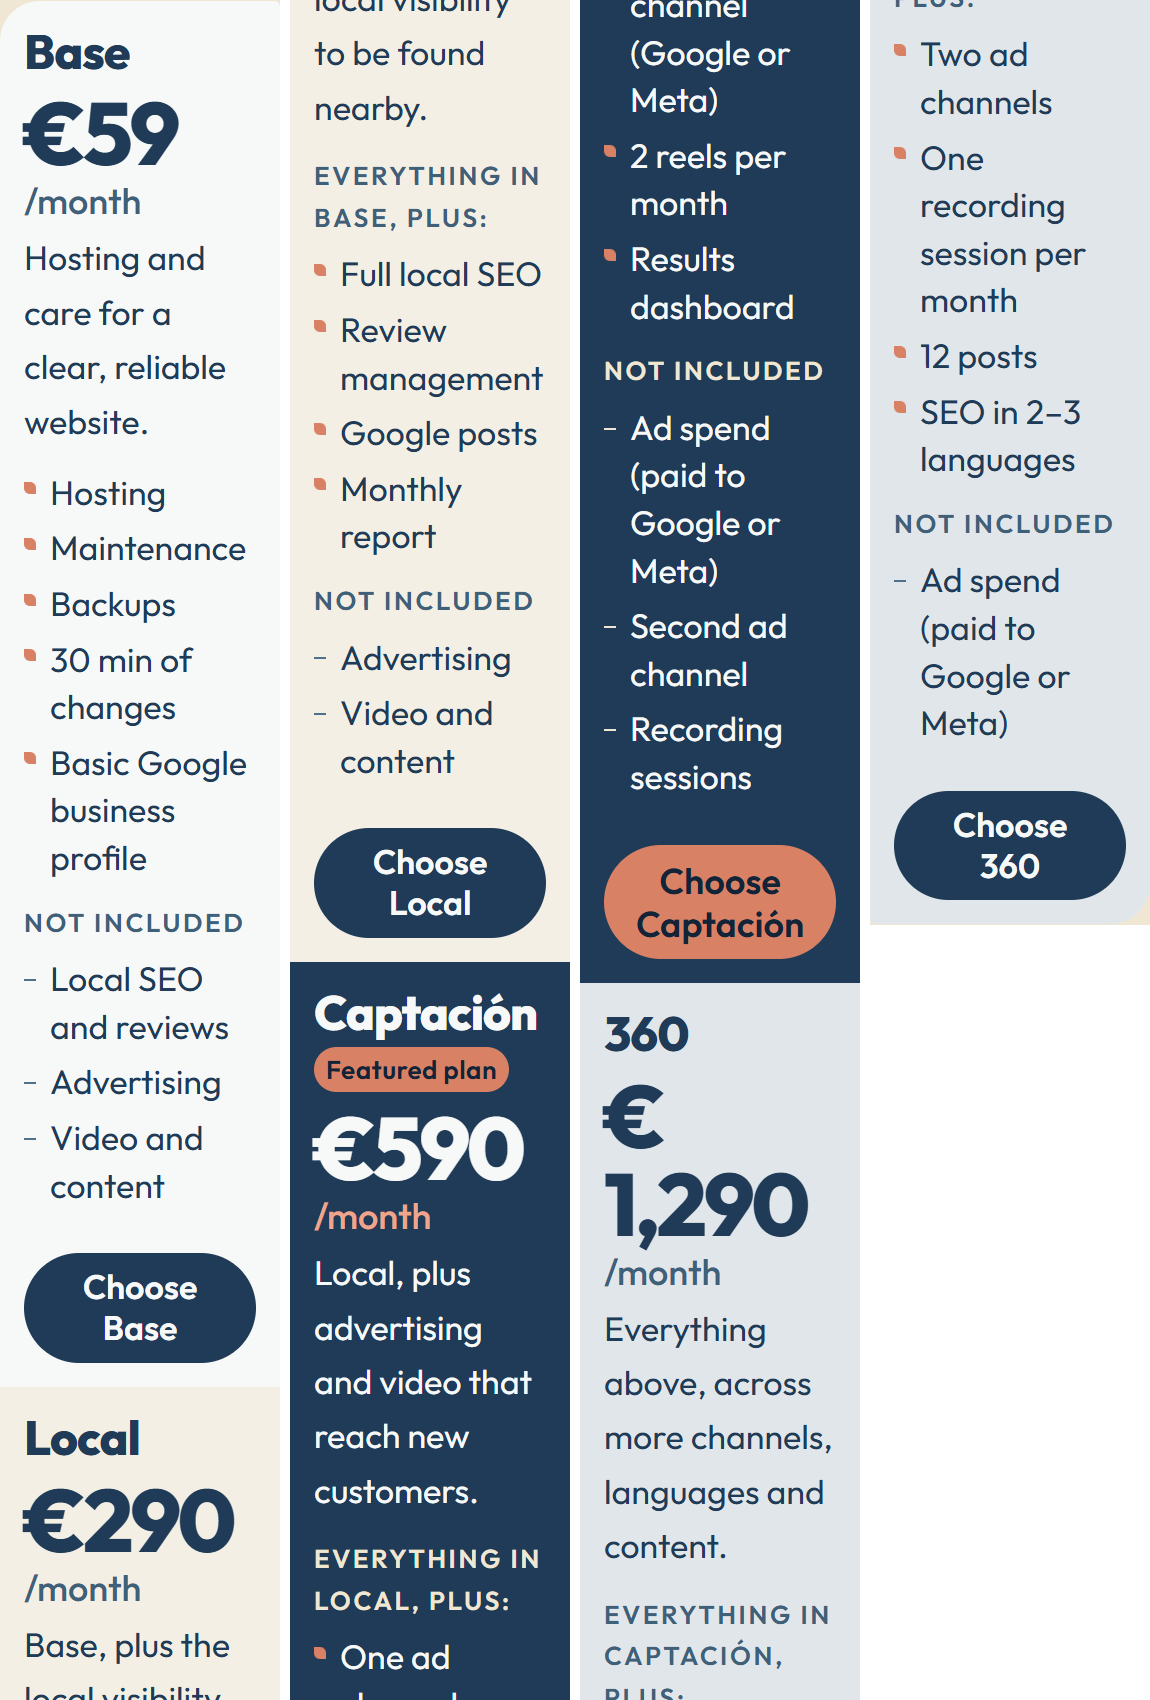 Base
€59
/month
Hosting and
care for a
clear, reliable
website.
Hosting
Maintenance
Backups
30 min of
changes
Basic Google
business
profile
NOT INCLUDED
– Local SEO
and reviews
– Advertising
– Video and
content
Choose
Base
Local
€290
/month
Base, plus the
local visibility
to be found
nearby.
EVERYTHING IN
BASE, PLUS:
Full local SEO
Review
management
Google posts
Monthly
report
NOT INCLUDED
– Advertising
– Video and
content
Choose
Local
Captación
Featured plan
€590
/month
Local, plus
advertising
and video that
reach new
customers.
EVERYTHING IN
LOCAL, PLUS:
One ad
channel
(Google or
Meta)
2 reels per
month
Results
dashboard
NOT INCLUDED
– Ad spend
(paid to
Google or
Meta)
– Second ad
channel
– Recording
sessions
Choose
Captación
360
€
1,290
/month
Everything
above, across
more channels,
languages and
content.
EVERYTHING IN
CAPTACIÓN,
PLUS:
Two ad
channels
One
recording
session per
month
12 posts
SEO in 2–3
languages
NOT INCLUDED
– Ad spend
(paid to
Google or
Meta)
Choose
360